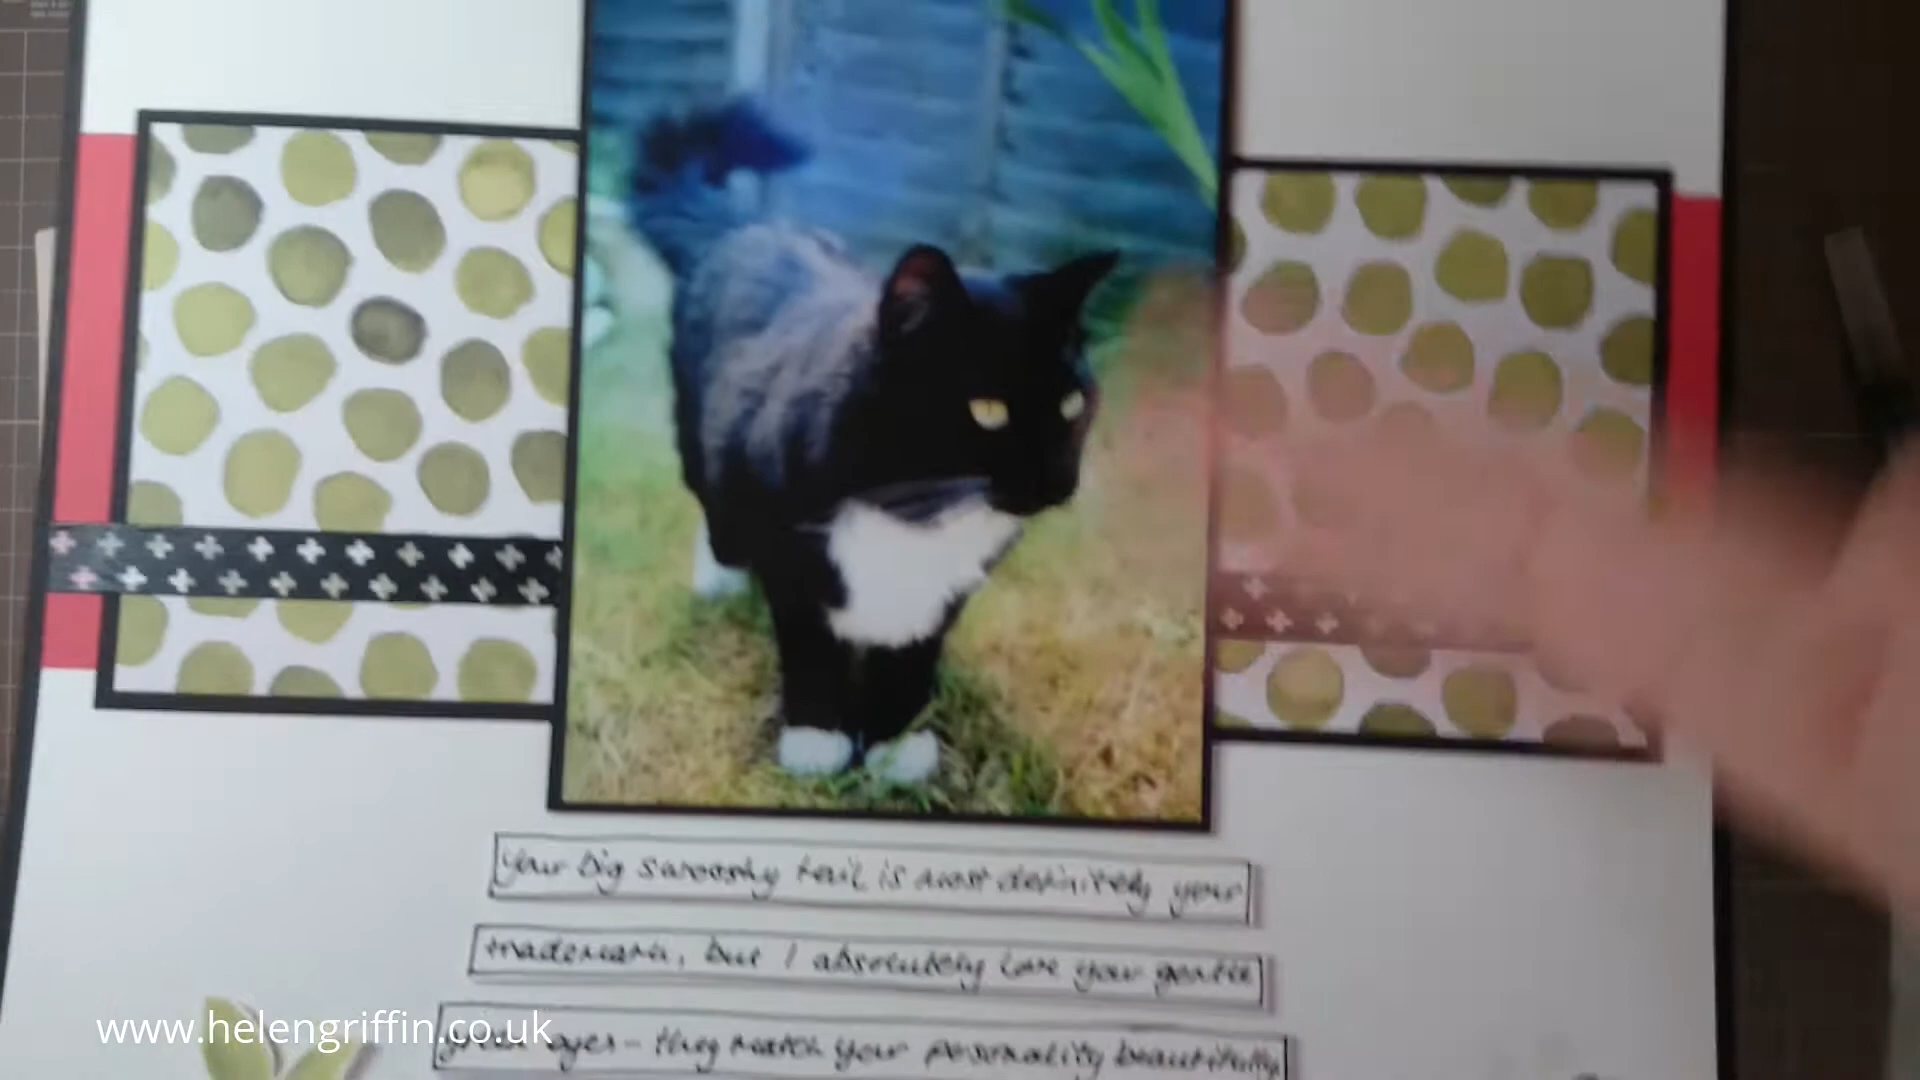 your big swooshy tail is most definitely your
trademark, but I absolutely love your gentle
green eyes - they match your personality beautifully
www.helengriffin.co.uk